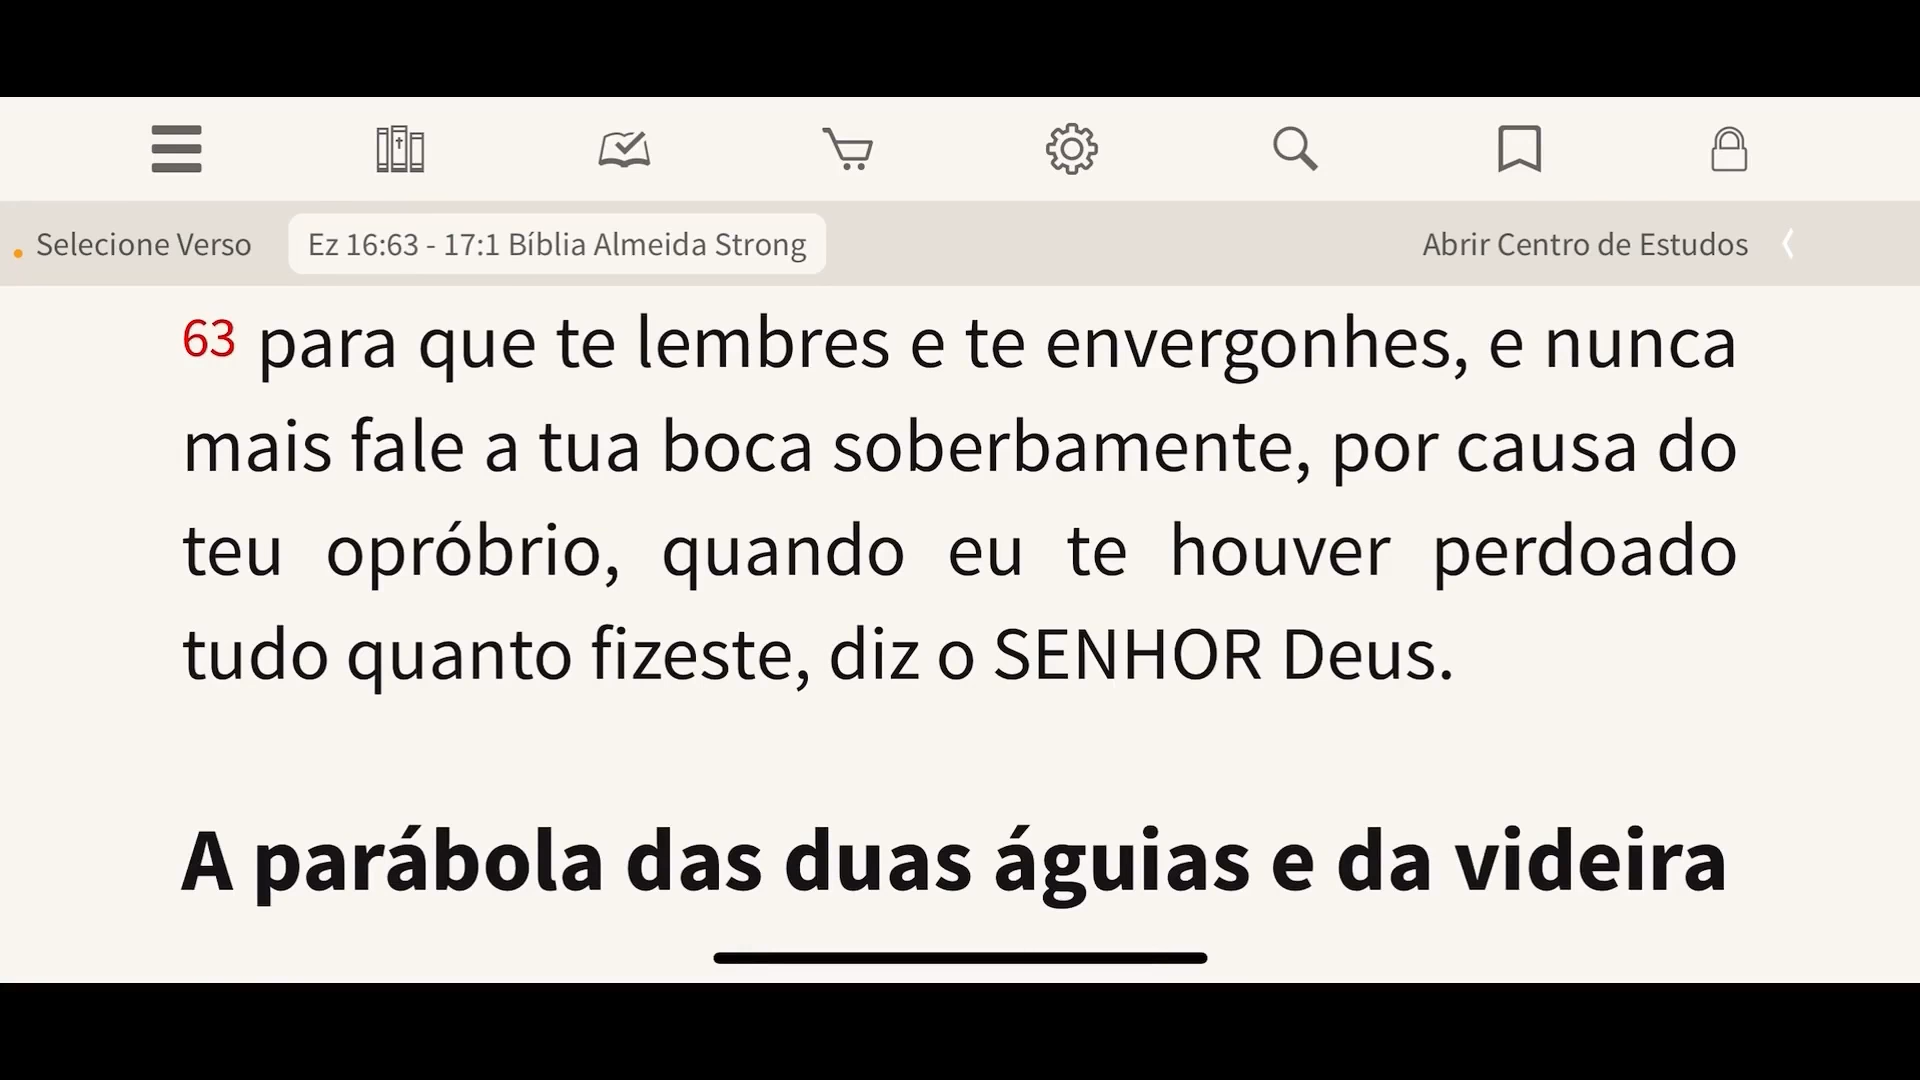 Selecione Verso
Ez 16:63 - 17:1 Bíblia Almeida Strong
Abrir Centro de Estudos
63 para que te lembres e te envergonhes, e nunca
mais fale a tua boca soberbamente, por causa do
teu opróbrio, quando eu te houver perdoado
tudo quanto fizeste, diz o SENHOR Deus.
A parábola das duas águias e da videira